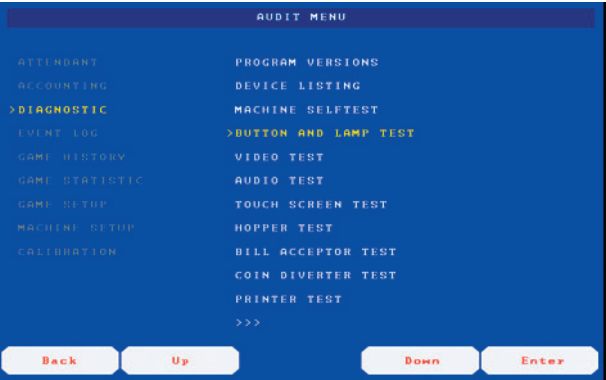 AUDIT MENU
ATTENDANT
ACCOUNTING
>DIAGNOSTIC
EVENT LOG
GAME HISTORY
GAME STATISTIC
GAME SETUP
MACHINE SETUP
CALIBRATION
PROGRAM VERSIONS
DEVICE LISTING
MACHINE SELFTEST
>BUTTON AND LAMP TEST
VIDEO TEST
AUDIO TEST
TOUCH SCREEN TEST
HOPPER TEST
BILL ACCEPTOR TEST
COIN DIVERTER TEST
PRINTER TEST
>>>
Back Up Down Enter